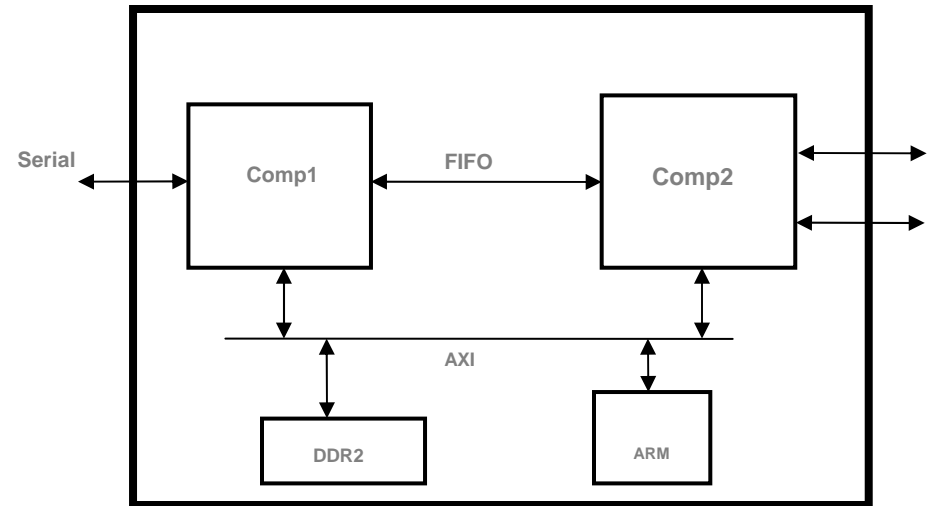 Serial
Comp1
FIFO
Comp2
AXI
DDR2
ARM